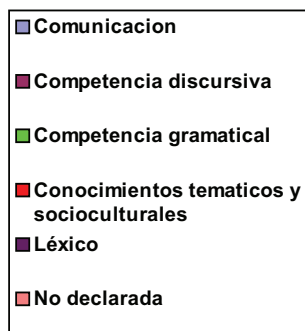 Comunicacion
Competencia discursiva
Competencia gramatical
Conocimientos tematicos y
socioculturales
Léxico
No declarada